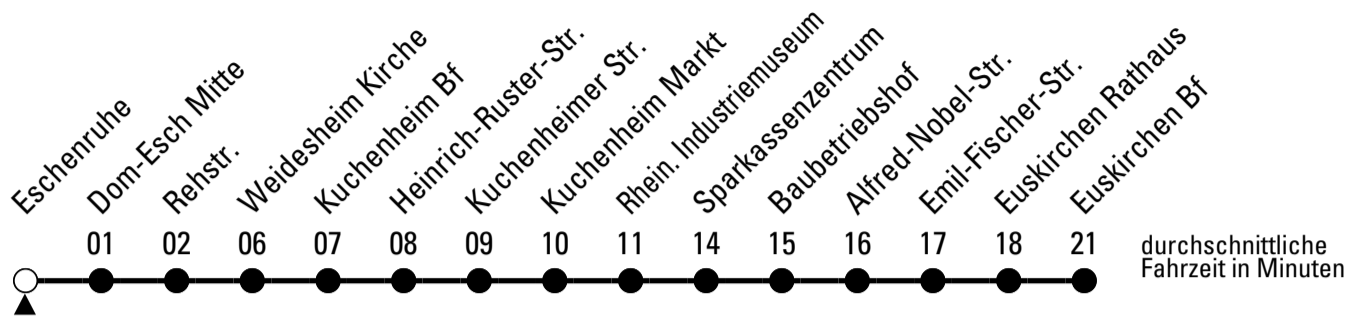 Eschenruhe
Dom-Esch Mitte
Rehstr.
Weidesheim Kirche
Kuchenheim Bf
Heinrich-Ruster-Str.
Kuchenheimer Str.
Kuchenheim Markt
Rhein. Industriemuseum
Sparkassenzentrum
Baubetriebshof
Alfred-Nobel-Str.
Emil-Fischer-Str.
Euskirchen Rathaus
Euskirchen Bf
01 02 06 07 08 09 10 11 14 15 16 17 18 21
durchschnittliche
Fahrzeit in Minuten